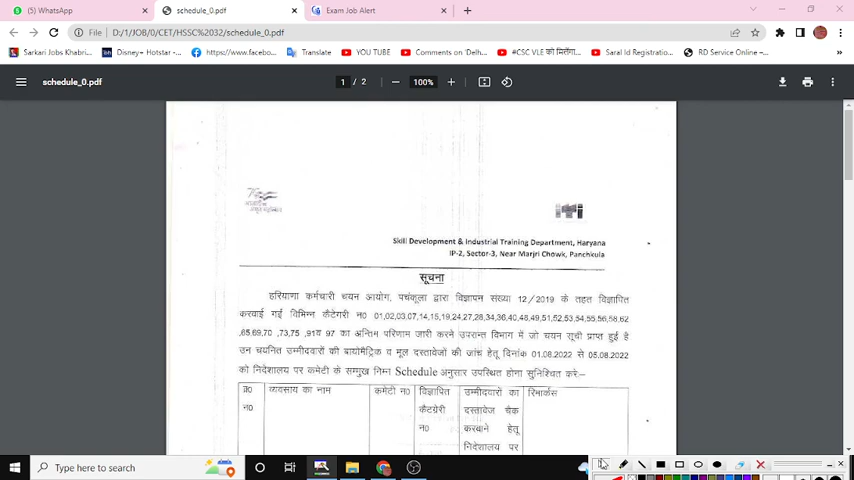 (5) WhatsApp
schedule_0.pdf
Exam Job Alert
File | D:/1/JOB/0/CET/HSSC%2032/schedule_0.pdf
Sarkari Jobs Khabri...
Disney+ Hotstar -...
https://www.facebo...
Translate
YOU TUBE
Comments on 'Delh...
#CSC VLE को मिलेगा...
Saral Id Registratio...
RD Service Online -...
schedule_0.pdf
1 / 2
100%
Skill Development & Industrial Training Department, Haryana
IP-2, Sector-3, Near Marjri Chowk, Panchkula
सूचना
हरियाणा कर्मचारी चयन आयोग, पंचकूला द्वारा विज्ञापन संख्या 12/2019 के तहत विज्ञापित
करवाई गई विभिन्न कैटेगरी न0 01,02,03,07,14,15,19,24,27,28,34,36,40,48,49,51,52,53,54,55,56,58,62
,65,69,70 ,73,75 ,91व 97 का अन्तिम परिणाम जारी करने उपरान्त विभाग में जो चयन सूची प्राप्त हुई है
उन चयनित उम्मीदवारों की बायोमैट्रिक व मूल दस्तावेजों की जांच हेतू दिनांक 01.08.2022 से 05.08.2022
को निदेशालय पर कमेटी के सम्मुख निम्न Schedule अनुसार उपस्थित होना सुनिश्चित करे:–
क्र0 व्यवसाय का नाम कमेटी न0 विज्ञापित उम्मीदवारों का रिमार्कस
न0 कैटेगेरी दस्तावेज चैक
न0 करवाने हेतू
निदेशालय पर
Type here to search